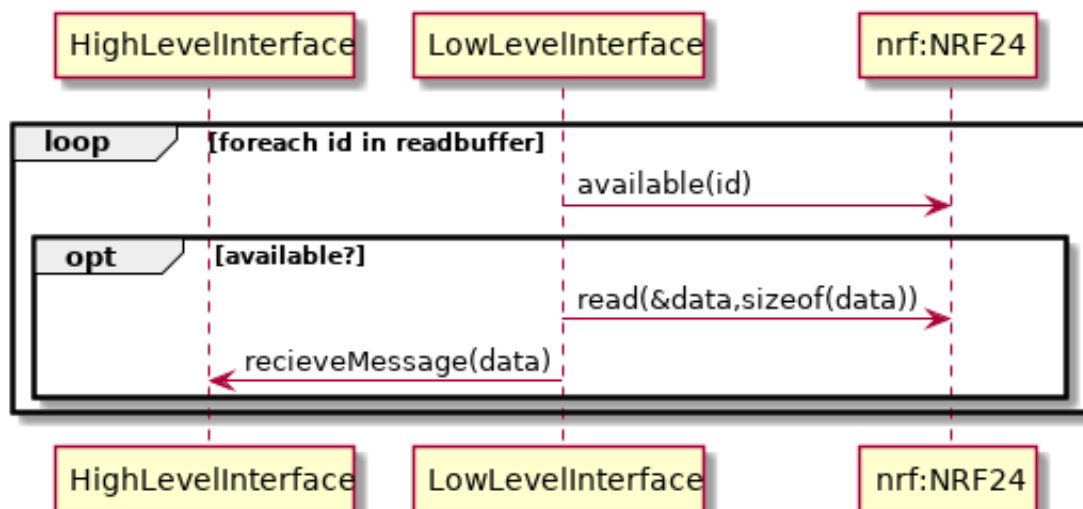 HighLevelInterface LowLevelInterface nrf:NRF24
loop [foreach id in readbuffer]
available(id)
opt [available?]
read(&data,sizeof(data))
recieveMessage(data)
HighLevelInterface LowLevelInterface nrf:NRF24